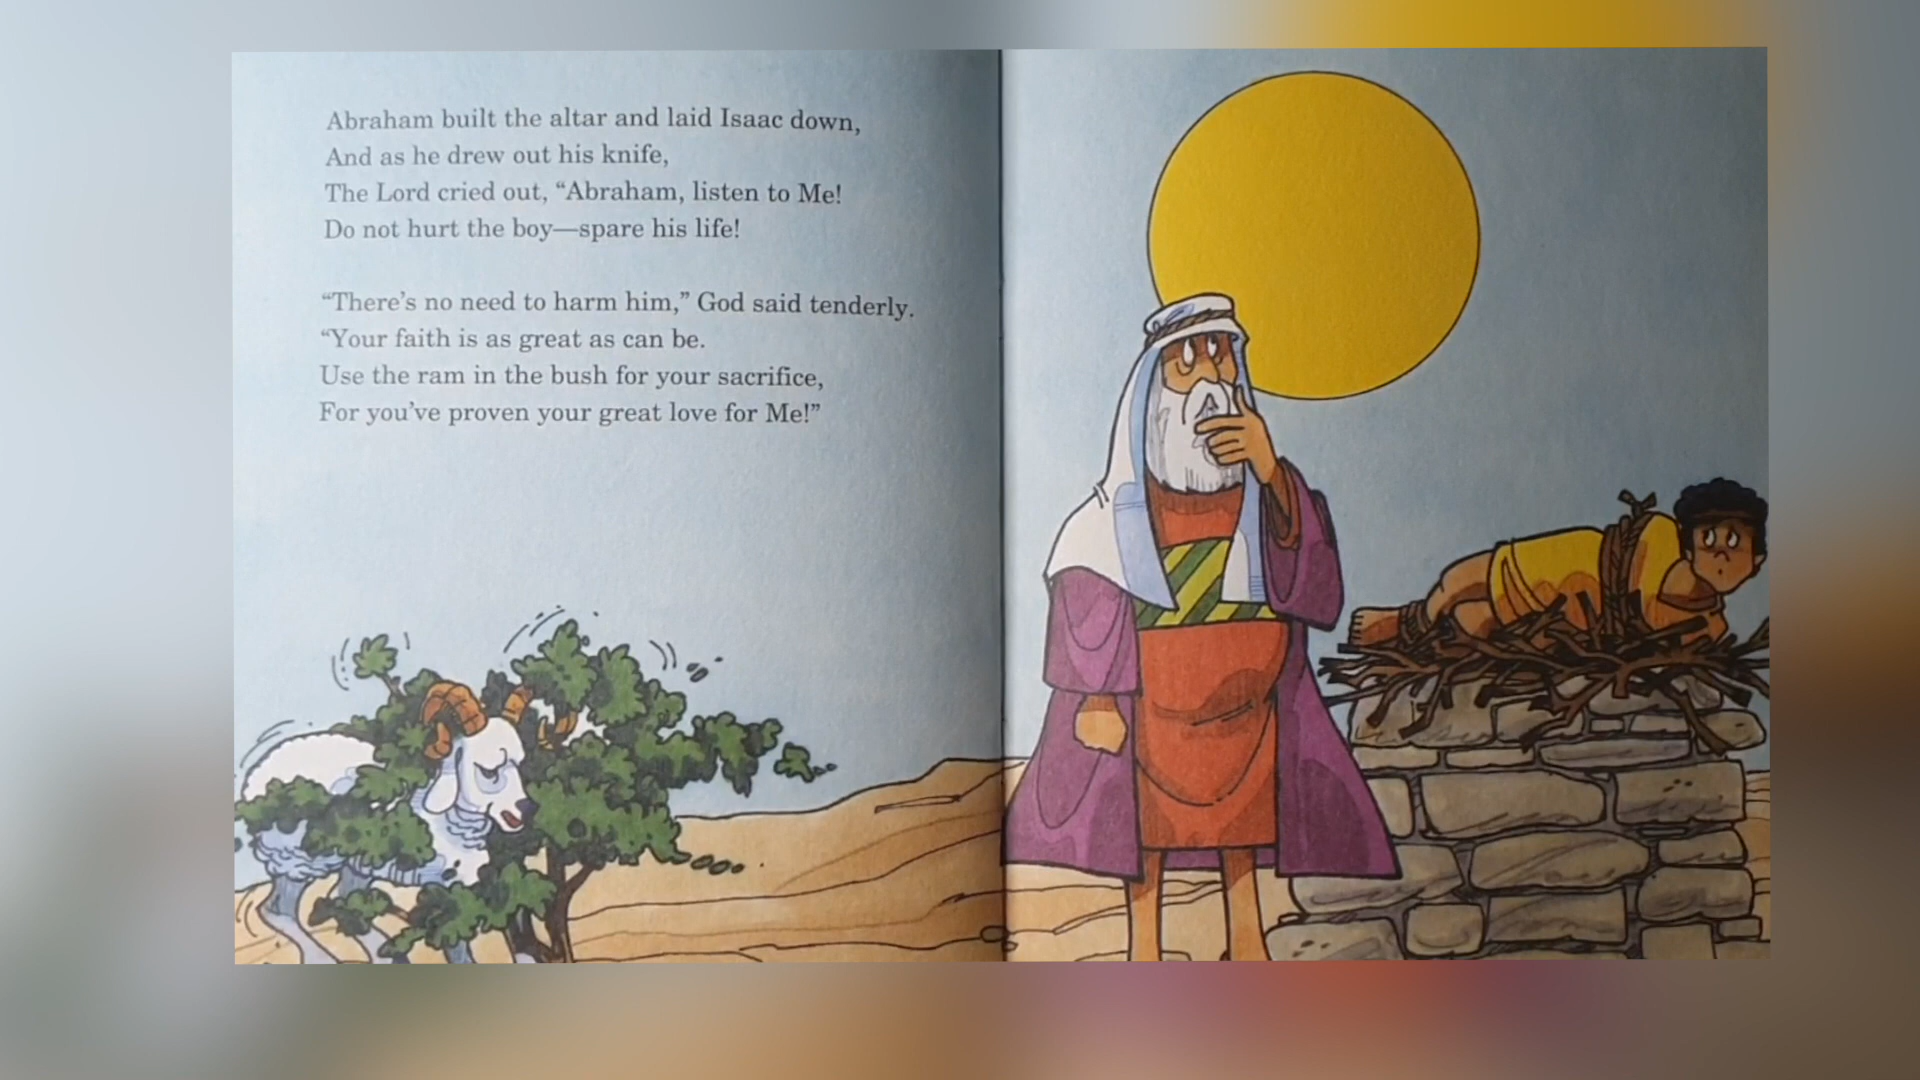 Abraham built the altar and laid Isaac down,
And as he drew out his knife,
The Lord cried out, “Abraham, listen to Me!
Do not hurt the boy—spare his life!
“There’s no need to harm him,” God said tenderly.
“Your faith is as great as can be.
Use the ram in the bush for your sacrifice,
For you’ve proven your great love for Me!”